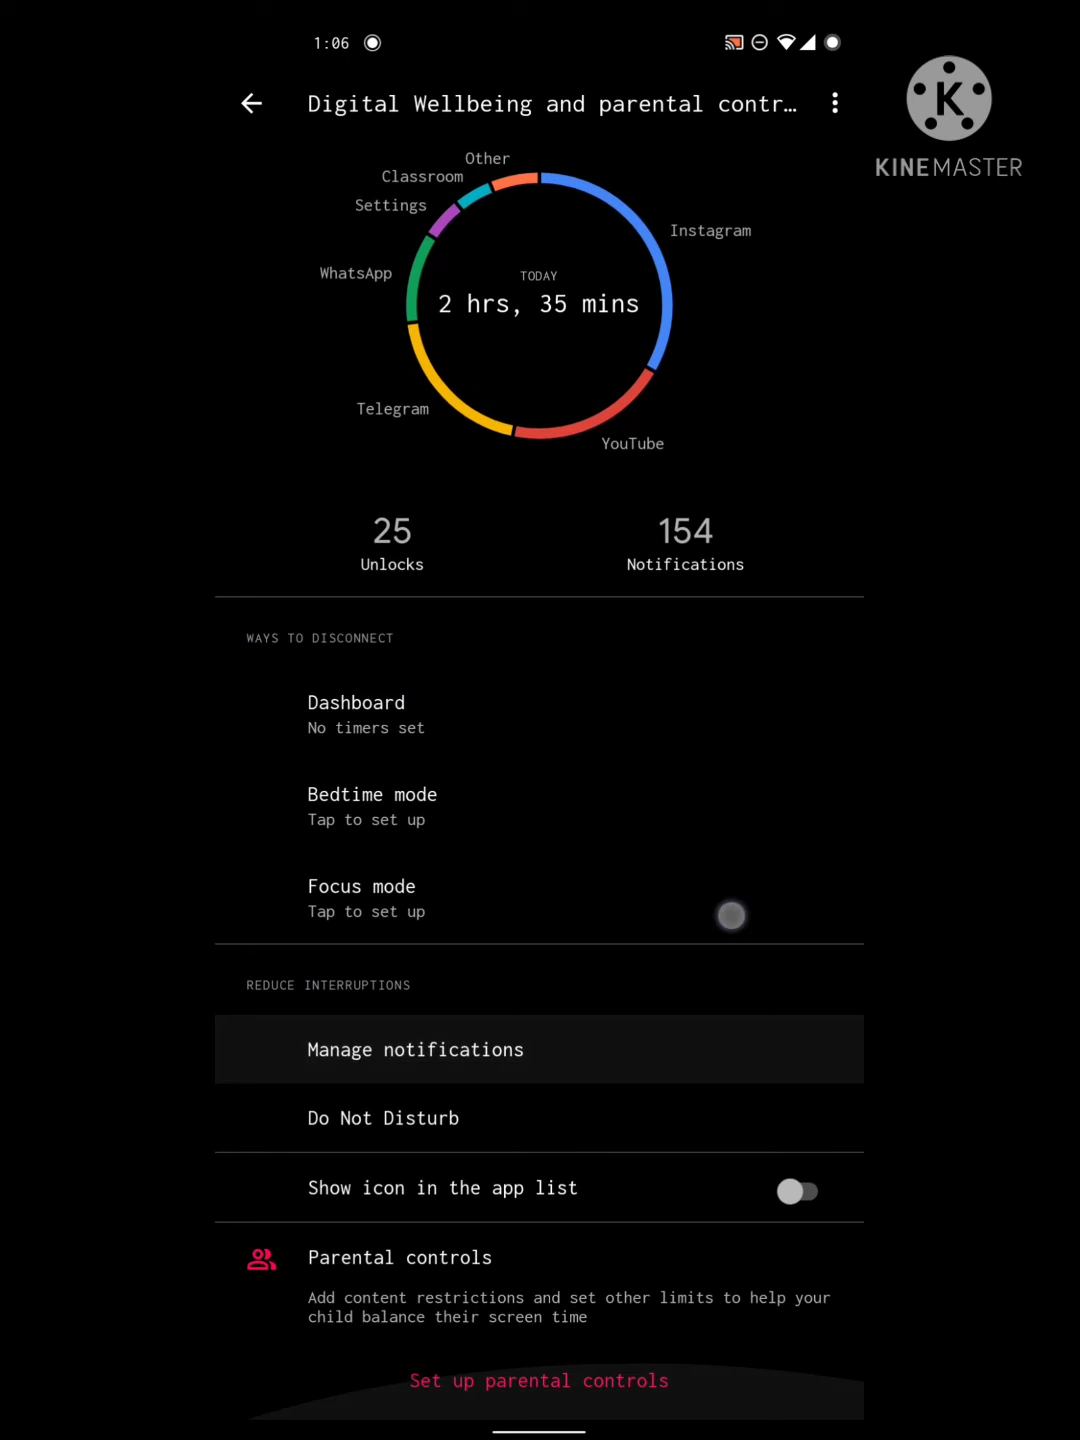 1:06
Digital Wellbeing and parental contr…
K
KINEMASTER
Other
Classroom
Settings
Instagram
WhatsApp
TODAY
2 hrs, 35 mins
Telegram
YouTube
25
Unlocks
154
Notifications
WAYS TO DISCONNECT
Dashboard
No timers set
Bedtime mode
Tap to set up
Focus mode
Tap to set up
REDUCE INTERRUPTIONS
Manage notifications
Do Not Disturb
Show icon in the app list
Parental controls
Add content restrictions and set other limits to help your
child balance their screen time
Set up parental controls